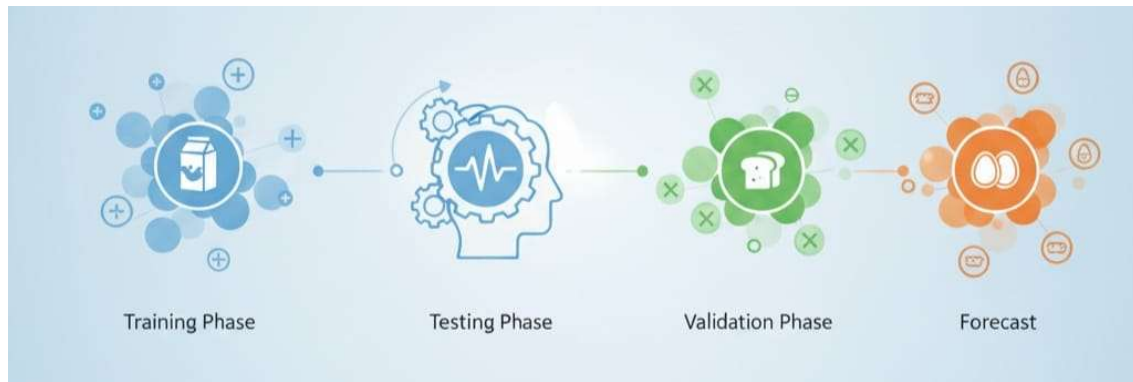 Training Phase
Testing Phase
Validation Phase
Forecast